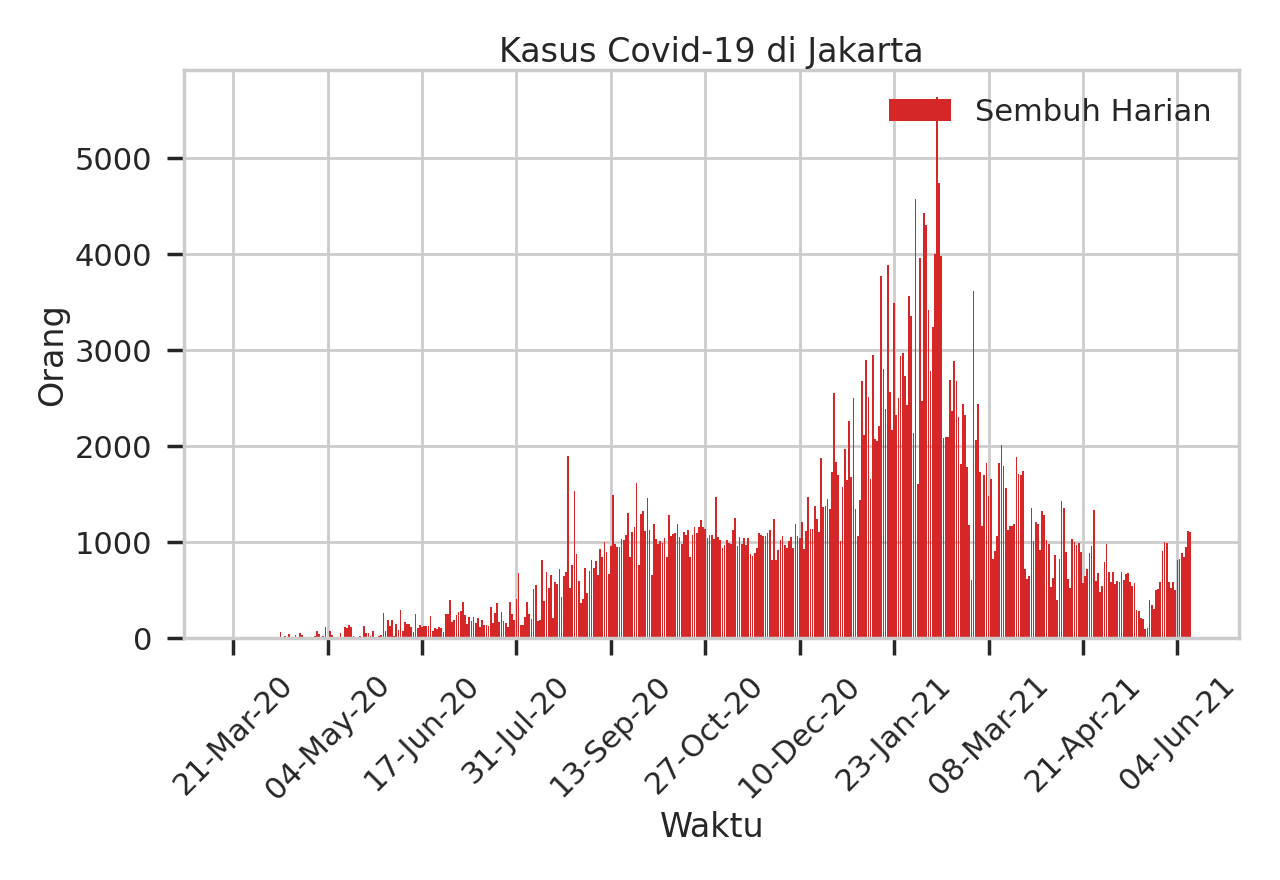 Kasus Covid-19 di Jakarta
Sembuh Harian
Orang
5000
4000
3000
2000
1000
0
21-Mar-20
04-May-20
17-Jun-20
31-Jul-20
13-Sep-20
27-Oct-20
10-Dec-20
23-Jan-21
08-Mar-21
21-Apr-21
04-Jun-21
Waktu